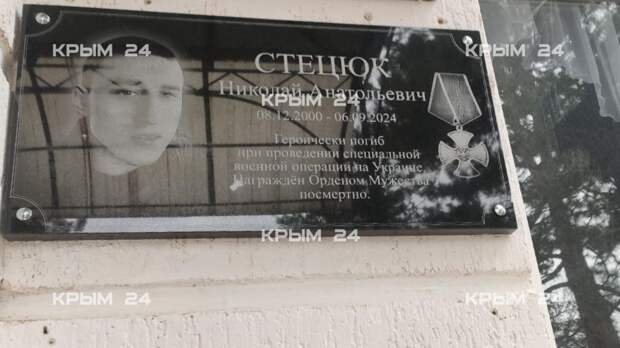 КРЫМ 24
КРЫМ 24
СТЕЦЮК
Николай Анатольевич
КРЫМ 24
08.12.2000 - 06.09.2024
Героически погиб
при проведении специальной
военной операции на Украине.
Награждён Орденом Мужества
посмертно.
КРЫМ 24
КРЫМ 24
КРЫМ 24